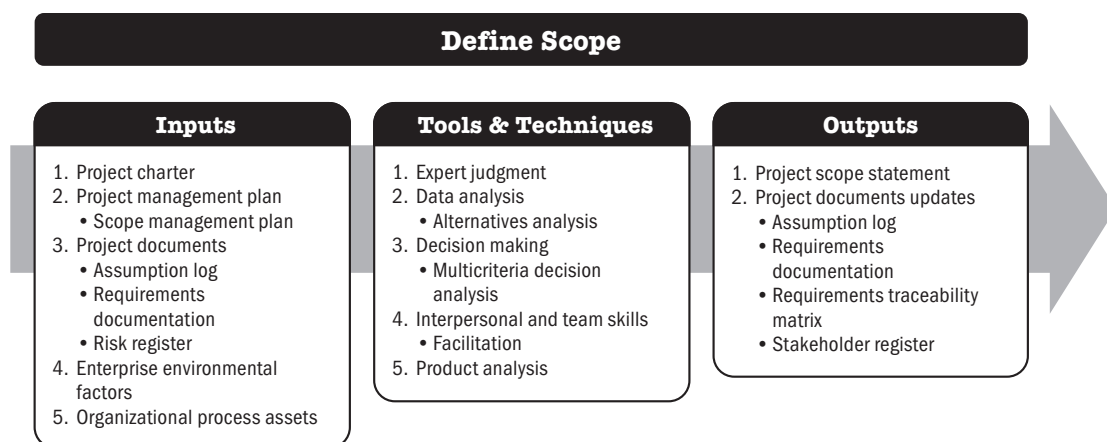 Define Scope
Inputs
1. Project charter
2. Project management plan
• Scope management plan
3. Project documents
• Assumption log
• Requirements
documentation
• Risk register
4. Enterprise environmental
factors
5. Organizational process assets
Tools & Techniques
1. Expert judgment
2. Data analysis
• Alternatives analysis
3. Decision making
• Multicriteria decision
analysis
4. Interpersonal and team skills
• Facilitation
5. Product analysis
Outputs
1. Project scope statement
2. Project documents updates
• Assumption log
• Requirements
documentation
• Requirements traceability
matrix
• Stakeholder register